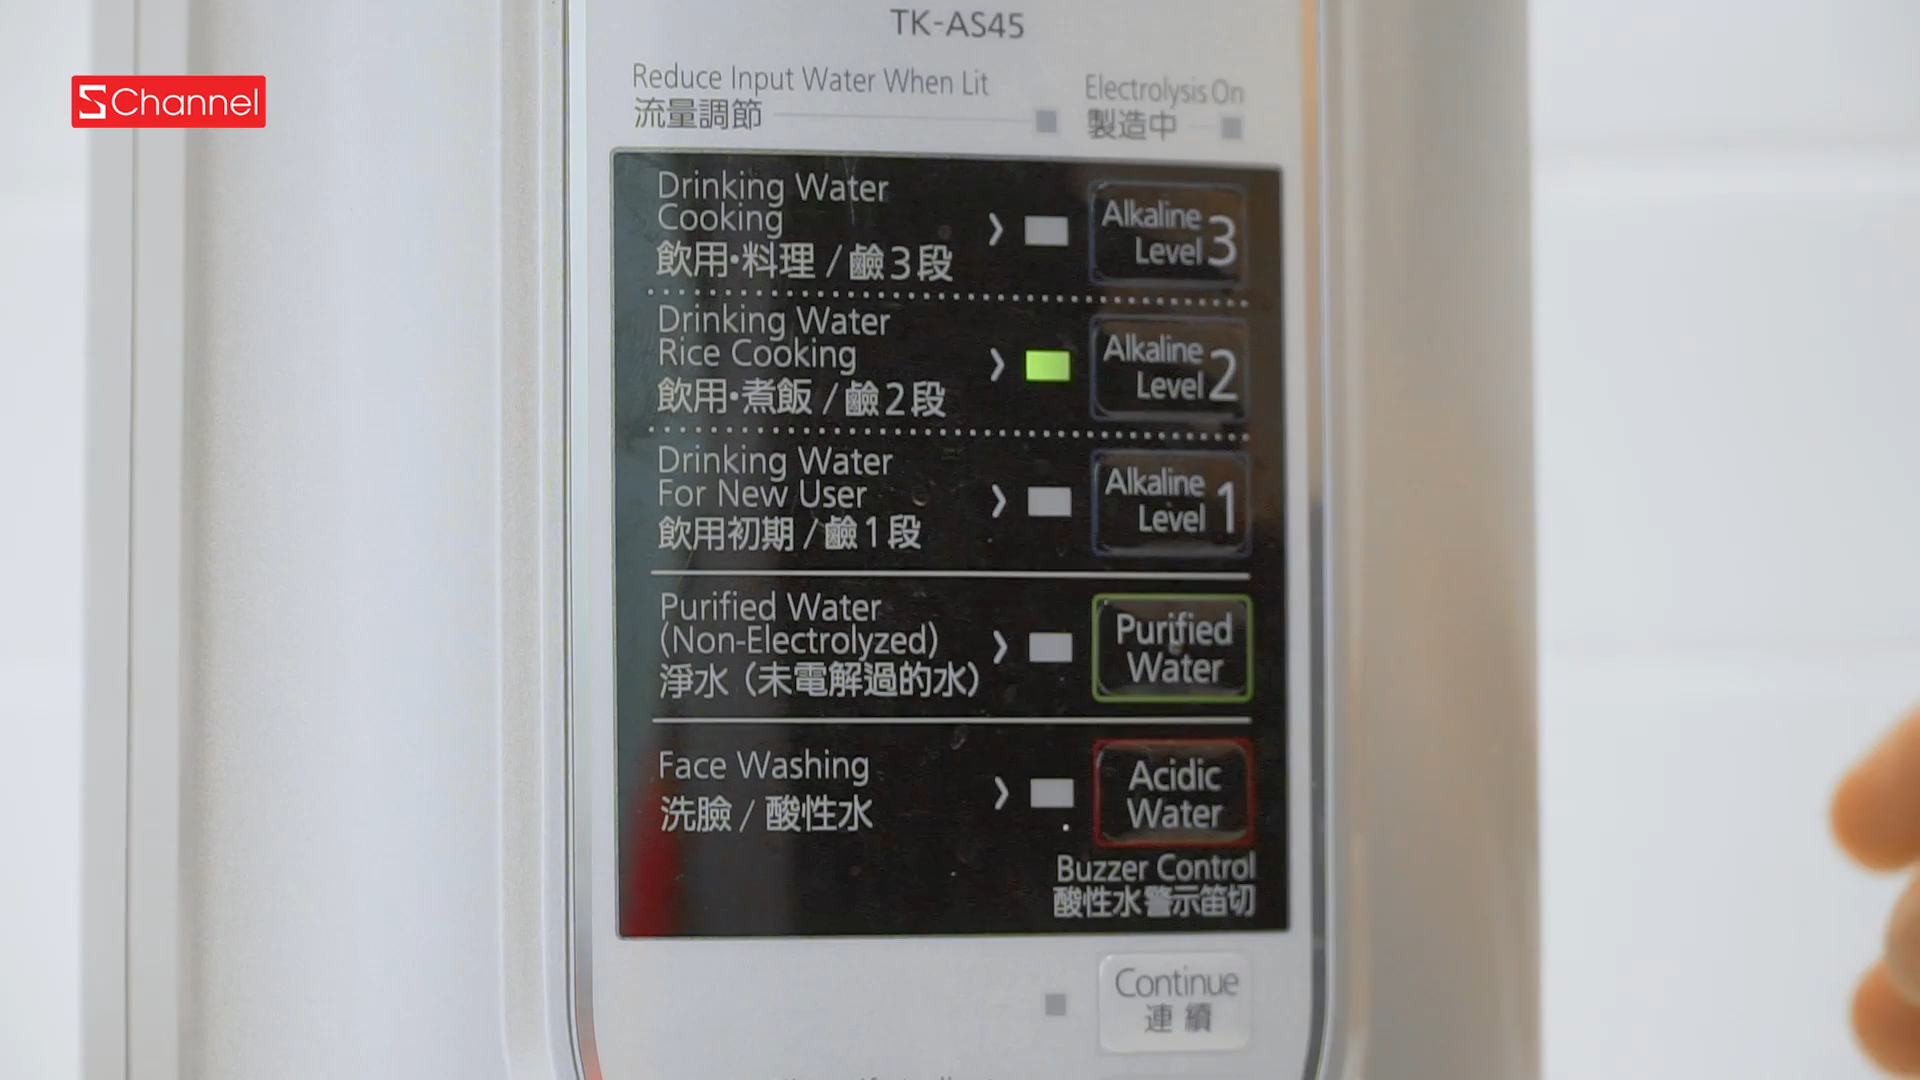 TK-AS45
S Channel
Reduce Input Water When Lit
流量調節
Electrolysis On
製造中
Drinking Water
Cooking
飲用・料理 / 鹼3段
Alkaline
Level 3
Drinking Water
Rice Cooking
飲用・煮飯 / 鹼2段
Alkaline
Level 2
Drinking Water
For New User
飲用初期 / 鹼1段
Alkaline
Level 1
Purified Water
(Non-Electrolyzed)
淨水 (未電解過的水)
Purified
Water
Face Washing
洗臉 / 酸性水
Acidic
Water
Buzzer Control
酸性水警示笛切
Continue
連續